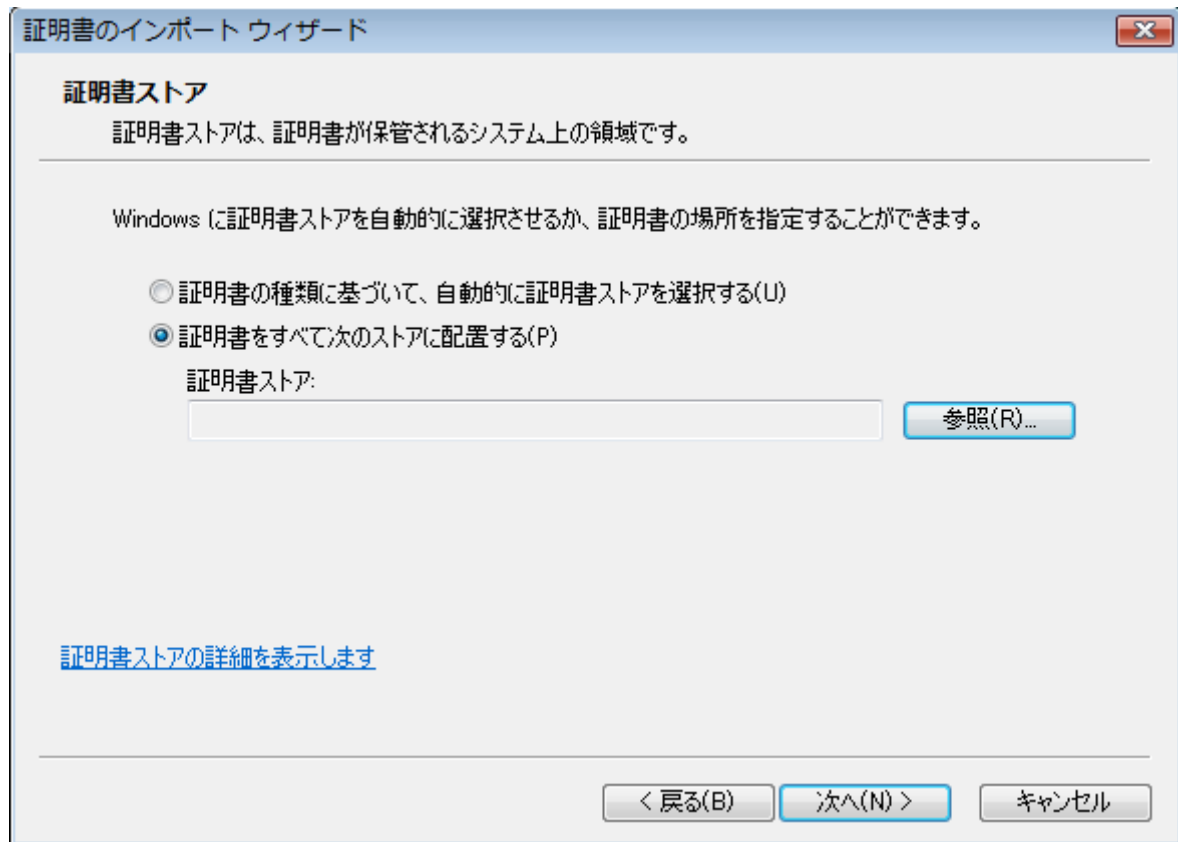 証明書のインポート ウィザード
証明書ストア
証明書ストアは、証明書が保管されるシステム上の領域です。
Windows に証明書ストアを自動的に選択させるか、証明書の場所を指定することができます。
証明書の種類に基づいて、自動的に証明書ストアを選択する(U)
証明書をすべて次のストアに配置する(P)
証明書ストア:
参照(R)...
証明書ストアの詳細を表示します
< 戻る(B) 次へ(N) > キャンセル